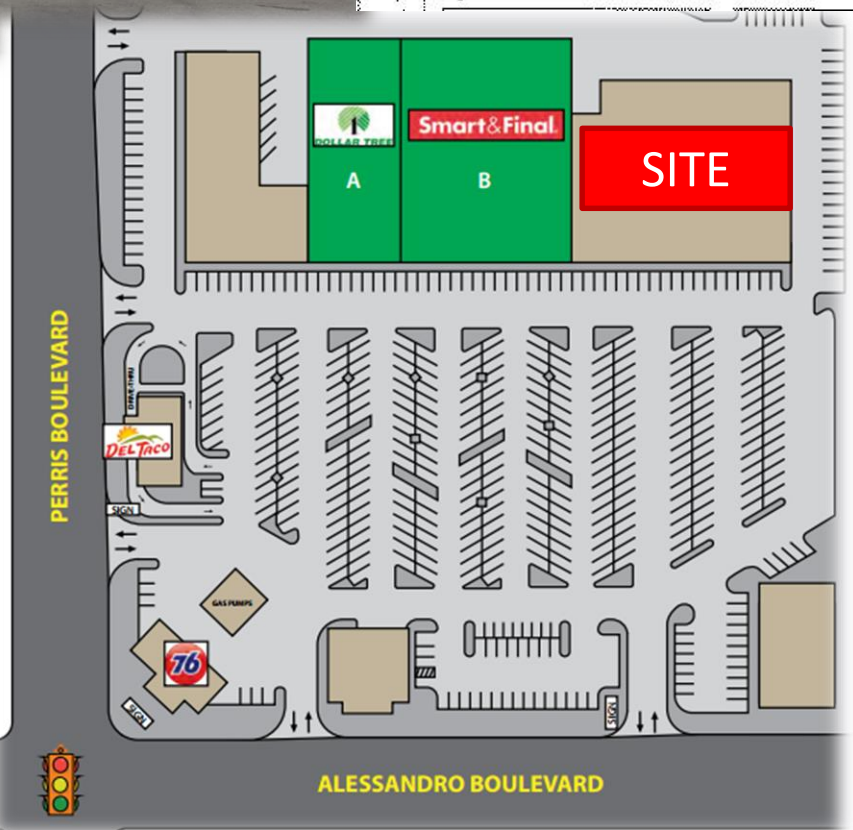 DOLLAR TREE
Smart&Final.
SITE
A
B
PERRIS BOULEVARD
DRIVE-THRU
DEL TACO
SIGN
GAS PUMPS
76
SIGN
SIGN
ALESSANDRO BOULEVARD